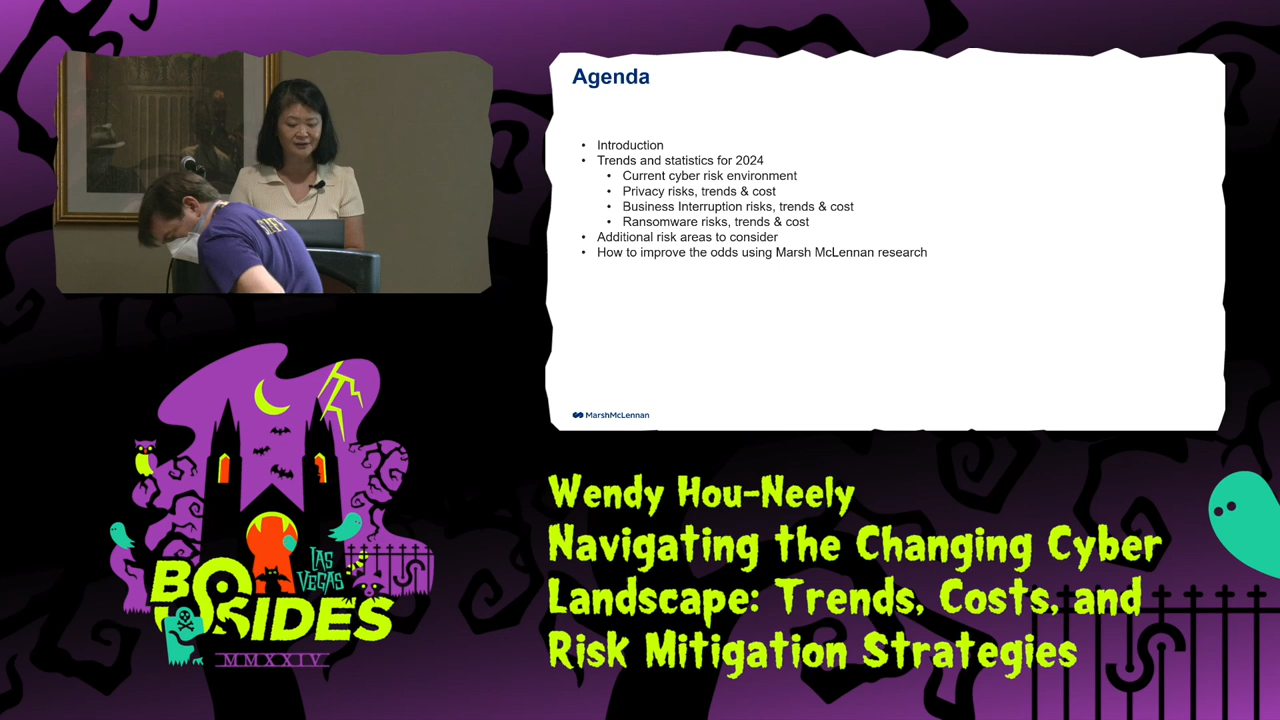 Agenda
• Introduction
• Trends and statistics for 2024
• Current cyber risk environment
• Privacy risks, trends & cost
• Business Interruption risks, trends & cost
• Ransomware risks, trends & cost
• Additional risk areas to consider
• How to improve the odds using Marsh McLennan research
MarshMcLennan
STAFF
LAS
VEGAS
BSIDES
MMXXIV
Wendy Hou-Neely
Navigating the Changing Cyber
Landscape: Trends, Costs, and
Risk Mitigation Strategies